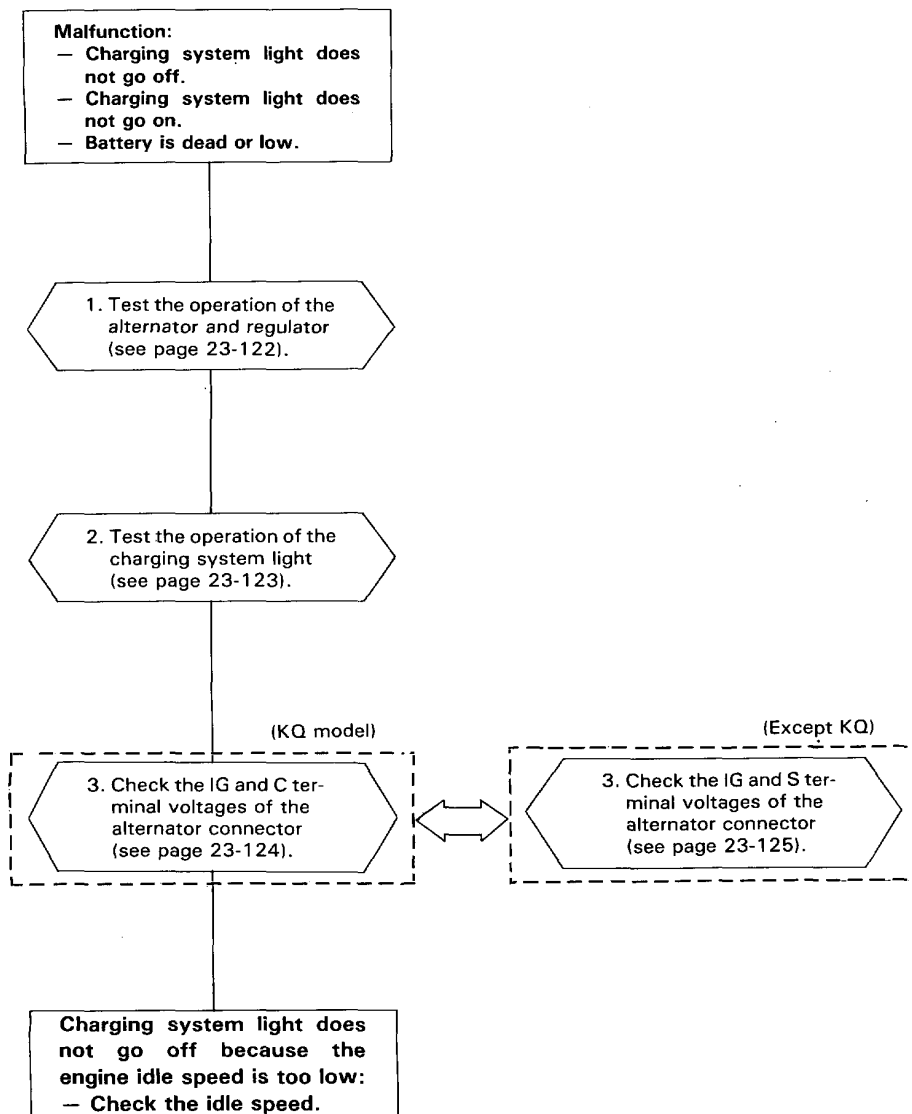 Malfunction:
— Charging system light does
not go off.
— Charging system light does
not go on.
— Battery is dead or low.
1. Test the operation of the
alternator and regulator
(see page 23-122).
2. Test the operation of the
charging system light
(see page 23-123).
(KQ model)
3. Check the IG and C ter-
minal voltages of the
alternator connector
(see page 23-124).
(Except KQ)
3. Check the IG and S ter-
minal voltages of the
alternator connector
(see page 23-125).
Charging system light does
not go off because the
engine idle speed is too low:
— Check the idle speed.